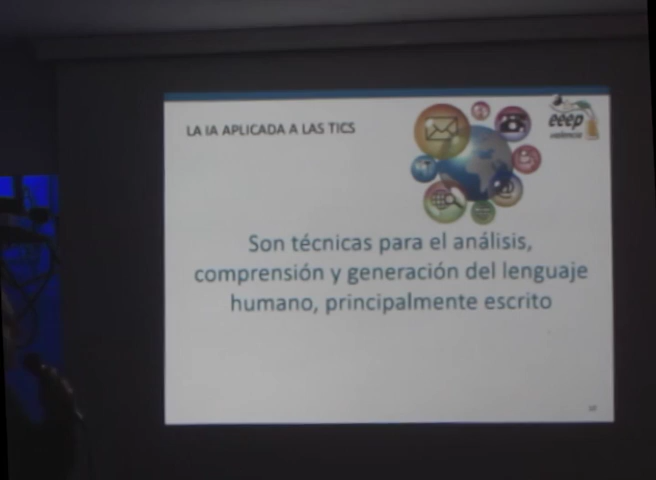 LA IA APLICADA A LAS TICS
eeep
valencia
Son técnicas para el análisis,
comprensión y generación del lenguaje
humano, principalmente escrito